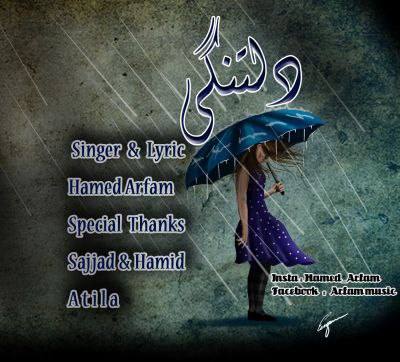 دلتنگی
Singer & Lyric
Hamed Arfam
Special Thanks
Sajjad & Hamid
Atila
Insta : Hamed_Arfam
Facebook : Arfam music